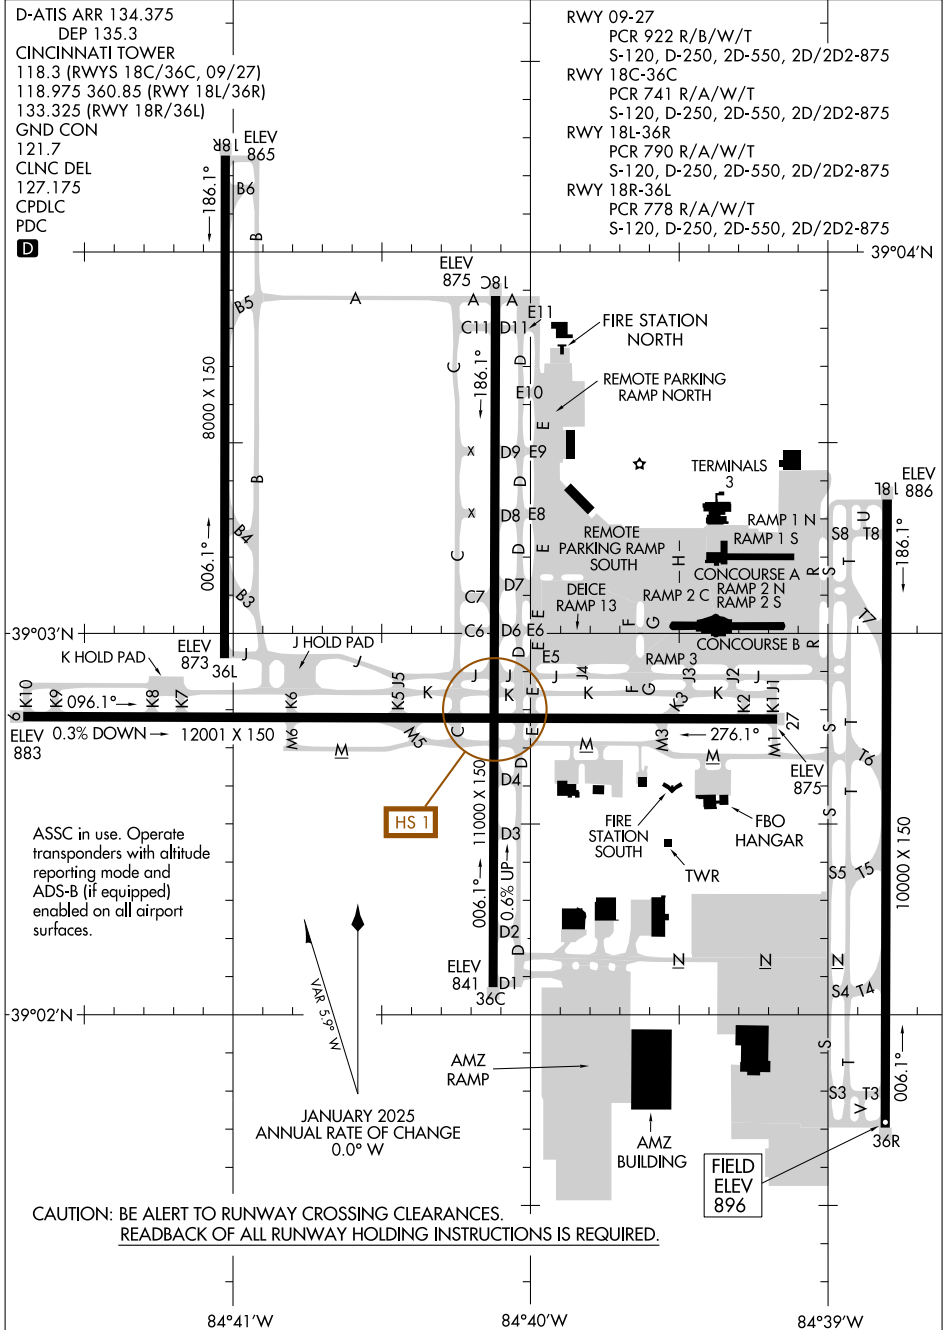 D-ATIS ARR 134.375
DEP 135.3
CINCINNATI TOWER
118.3 (RWYS 18C/36C, 09/27)
118.975 360.85 (RWY 18L/36R)
133.325 (RWY 18R/36L)
GND CON
121.7
CLNC DEL
127.175
CPDLC
PDC
D
RWY 09-27
PCR 922 R/B/W/T
S-120, D-250, 2D-550, 2D/2D2-875
RWY 18C-36C
PCR 741 R/A/W/T
S-120, D-250, 2D-550, 2D/2D2-875
RWY 18L-36R
PCR 790 R/A/W/T
S-120, D-250, 2D-550, 2D/2D2-875
RWY 18R-36L
PCR 778 R/A/W/T
S-120, D-250, 2D-550, 2D/2D2-875
18R
ELEV
865
186.1°
B6
B
39°04'N
ELEV
875
18C
A
B5
A
A
E11
C11
D11
FIRE STATION
NORTH
8000 X 150
C
186.1°
D
REMOTE PARKING
RAMP NORTH
E10
E
X
D9
E9
B
D
TERMINALS
3
ELEV
886
18L
X
D8
E8
B4
RAMP 1 N
RAMP 1 S
U
S8
T8
186.1°
REMOTE
PARKING RAMP
SOUTH
H
C
D
E
CONCOURSE A
RAMP 2 N
RAMP 2 S
RAMP 2 C
R
S
T
006.1°
B3
C7
D7
DEICE
RAMP 13
E
F
G
T7
39°03'N
C6
D6
E6
CONCOURSE B
R
K HOLD PAD
J HOLD PAD
ELEV
873
36L
J
J
D
E
E5
RAMP 3
J
J
J
J4
J3
J2
J
K10
K9
K8
K7
K6
K5
J5
K
K
E
K
F
G
K3
K
K2
K1
J1
096.1°
9
27
ELEV
883
0.3% DOWN
12001 X 150
M6
M
M5
C
E
D
M
M3
276.1°
M
M1
S
T
T6
ELEV
875
11000 X 150
D4
HS 1
FIRE
STATION
SOUTH
FBO
HANGAR
S
T
D3
TWR
ASSC in use. Operate
transponders with altitude
reporting mode and
ADS-B (if equipped)
enabled on all airport
surfaces.
006.1°
0.6% UP
10000 X 150
S5
T5
D2
D
N
N
N
ELEV
841
36C
D1
S4
T4
39°02'N
VAR 5.9° W
JANUARY 2025
ANNUAL RATE OF CHANGE
0.0° W
AMZ
RAMP
AMZ
BUILDING
S
T
006.1°
S3
T3
V
36R
FIELD
ELEV
896
CAUTION: BE ALERT TO RUNWAY CROSSING CLEARANCES.
READBACK OF ALL RUNWAY HOLDING INSTRUCTIONS IS REQUIRED.
84°41'W
84°40'W
84°39'W